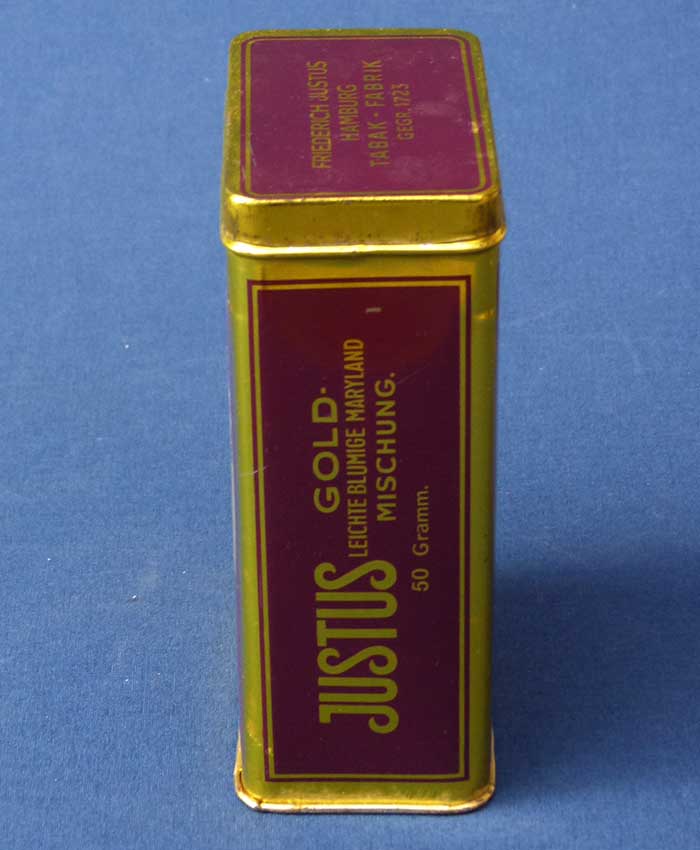 FRIEDERICH JUSTUS
HAMBURG
TABAK - FABRIK
GEGR. 1723
JUSTUS GOLD-
LEICHTE BLUMIGE MARYLAND
MISCHUNG.
50 Gramm.